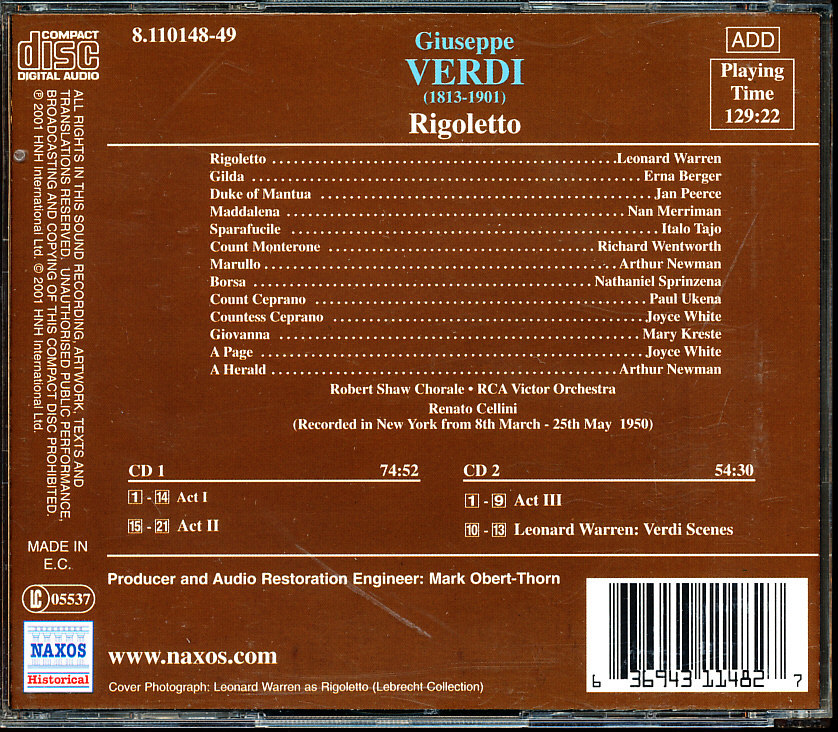 COMPACT
disc
DIGITAL AUDIO
8.110148-49
Giuseppe
VERDI
(1813-1901)
Rigoletto
ADD
Playing
Time
129:22
ALL RIGHTS IN THIS SOUND RECORDING, ARTWORK, TEXTS AND
TRANSLATIONS RESERVED. UNAUTHORISED PUBLIC PERFORMANCE,
BROADCASTING AND COPYING OF THIS COMPACT DISC PROHIBITED.
℗ 2001 HNH International Ltd. © 2001 HNH International Ltd.
Rigoletto ..........................................Leonard Warren
Gilda ................................................ Erna Berger
Duke of Mantua ......................................... Jan Peerce
Maddalena .......................................... Nan Merriman
Sparafucile .............................................. Italo Tajo
Count Monterone ................................. Richard Wentworth
Marullo............................................. Arthur Newman
Borsa .......................................... Nathaniel Sprinzena
Count Ceprano ......................................... Paul Ukena
Countess Ceprano ...................................... Joyce White
Giovanna ............................................. Mary Kreste
A Page ............................................... Joyce White
A Herald ........................................... Arthur Newman
Robert Shaw Chorale • RCA Victor Orchestra
Renato Cellini
(Recorded in New York from 8th March - 25th May 1950)
CD 1 74:52
1 - 14 Act I
15 - 21 Act II
CD 2 54:30
1 - 9 Act III
10 - 13 Leonard Warren: Verdi Scenes
MADE IN
E.C.
LC 05537
NAXOS
Historical
Producer and Audio Restoration Engineer: Mark Obert-Thorn
www.naxos.com
Cover Photograph: Leonard Warren as Rigoletto (Lebrecht Collection)
6 36943 11482 7